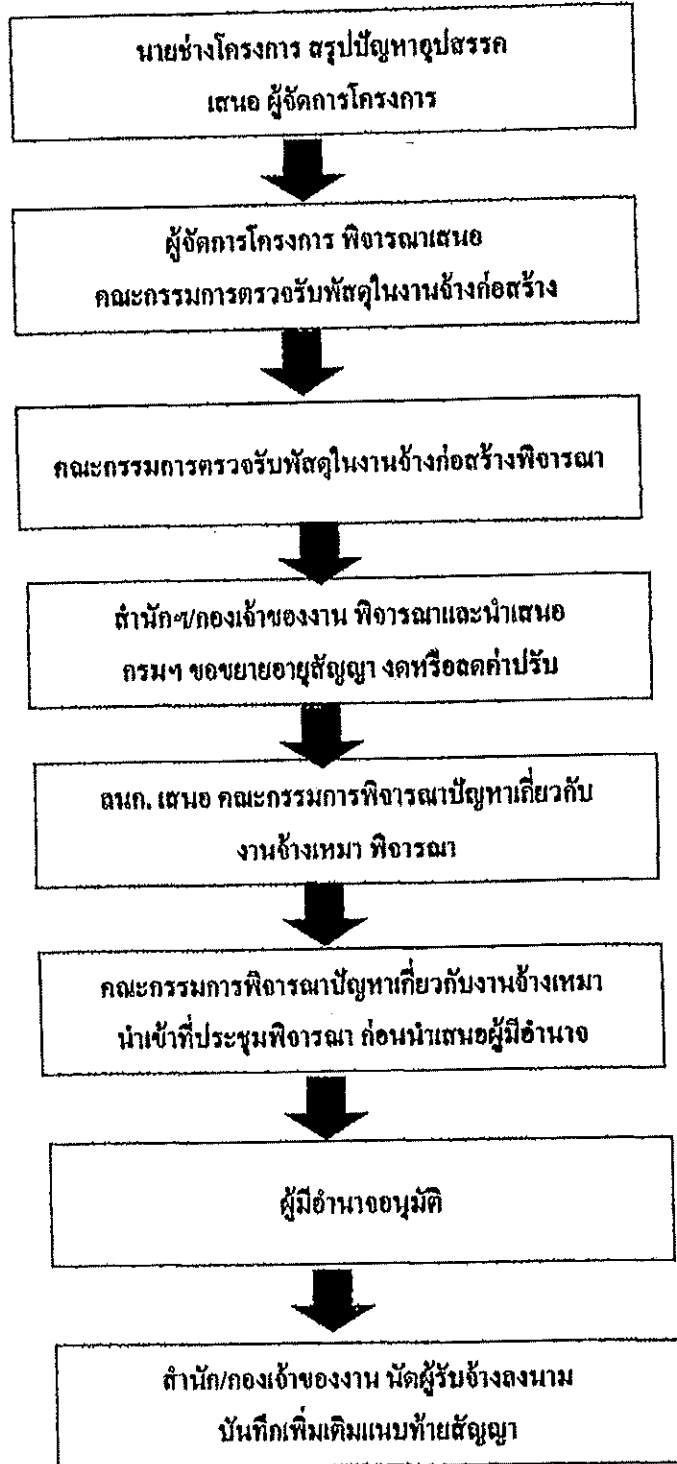 นายช่างโครงการ สรุปปัญหาอุปสรรค
เสนอ ผู้จัดการโครงการ
ผู้จัดการโครงการ พิจารณาเสนอ
คณะกรรมการตรวจรับพัสดุในงานจ้างก่อสร้าง
คณะกรรมการตรวจรับพัสดุในงานจ้างก่อสร้างพิจารณา
สำนักฯ/กองเจ้าของงาน พิจารณาและนำเสนอ
กรมฯ ขอขยายอายุสัญญา งดหรือลดค่าปรับ
สนก. เสนอ คณะกรรมการพิจารณาปัญหาเกี่ยวกับ
งานจ้างเหมา พิจารณา
คณะกรรมการพิจารณาปัญหาเกี่ยวกับงานจ้างเหมา
นำเข้าที่ประชุมพิจารณา ก่อนนำเสนอผู้มีอำนาจ
ผู้มีอำนาจอนุมัติ
สำนัก/กองเจ้าของงาน นัดผู้รับจ้างลงนาม
บันทึกเพิ่มเติมแนบท้ายสัญญา